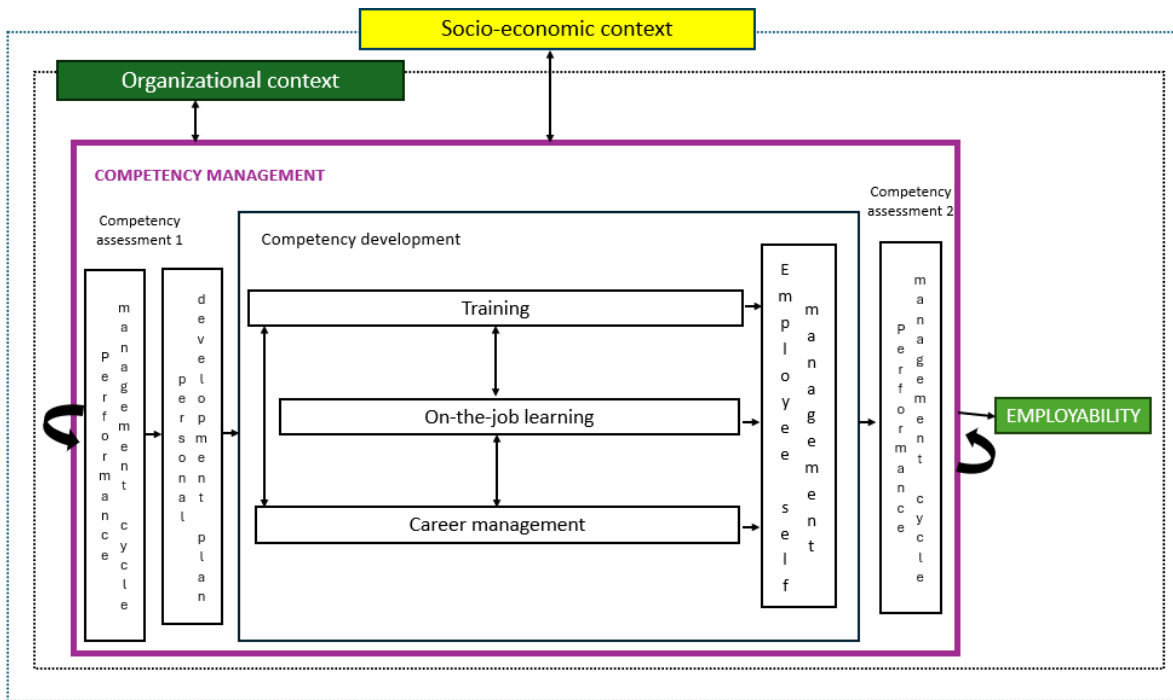 Socio-economic context
Organizational context
COMPETENCY MANAGEMENT
Competency
assessment 1
Performance
management cycle
personal
development plan
Competency development
Training
On-the-job learning
Career management
Employee self
management
Competency
assessment 2
Performance
management cycle
EMPLOYABILITY